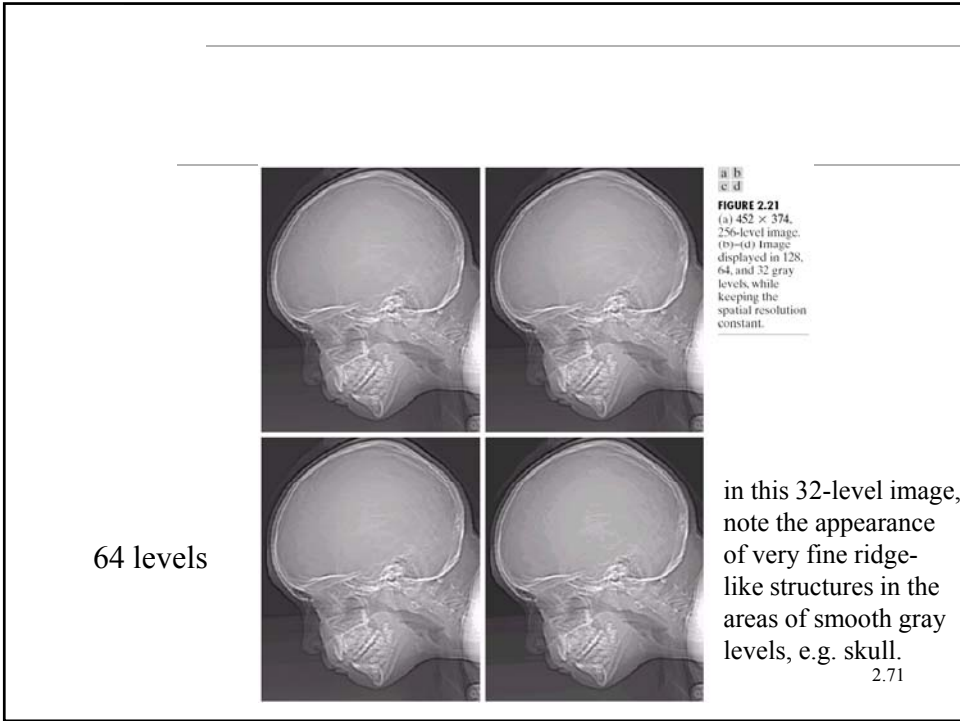 a b
c d
FIGURE 2.21
(a) 452 × 374,
256-level image.
(b)–(d) Image
displayed in 128,
64, and 32 gray
levels, while
keeping the
spatial resolution
constant.
64 levels
in this 32-level image,
note the appearance
of very fine ridge-
like structures in the
areas of smooth gray
levels, e.g. skull.
2.71